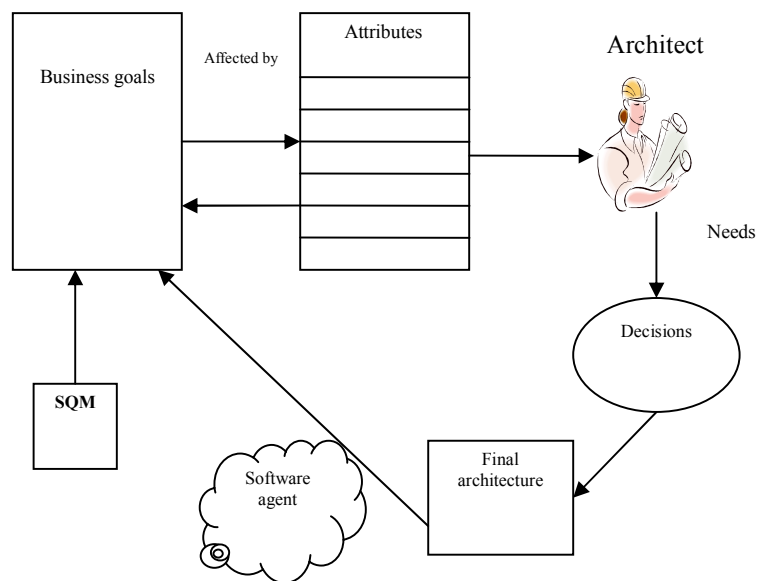 Business goals
Affected by
Attributes
Architect
Needs
Decisions
SQM
Software
agent
Final
architecture